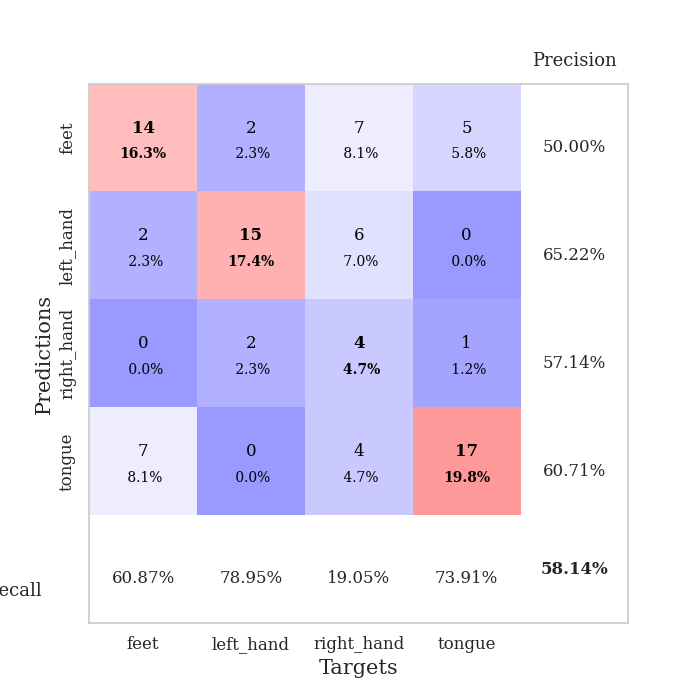 Precision
feet 14 2 7 5 50.00%
16.3% 2.3% 8.1% 5.8%
left_hand 2 15 6 0 65.22%
2.3% 17.4% 7.0% 0.0%
right_hand 0 2 4 1 57.14%
0.0% 2.3% 4.7% 1.2%
tongue 7 0 4 17 60.71%
8.1% 0.0% 4.7% 19.8%
Predictions
ecall 60.87% 78.95% 19.05% 73.91% 58.14%
feet left_hand right_hand tongue
Targets